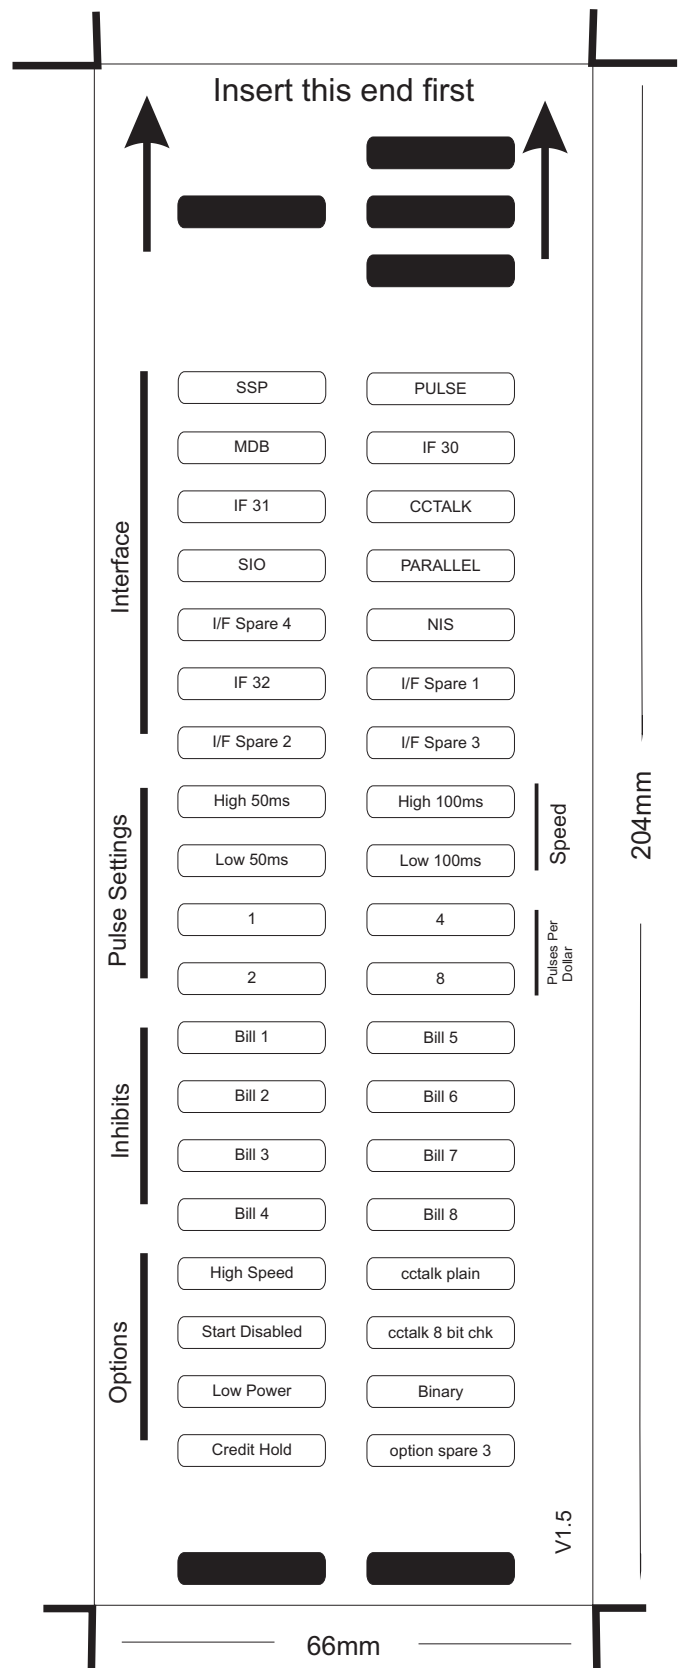 Insert this end first
SSP
PULSE
MDB
IF 30
IF 31
CCTALK
SIO
PARALLEL
I/F Spare 4
NIS
IF 32
I/F Spare 1
I/F Spare 2
I/F Spare 3
Interface
High 50ms
High 100ms
Low 50ms
Low 100ms
Speed
1
4
2
8
Pulses Per
Dollar
Pulse Settings
Bill 1
Bill 5
Bill 2
Bill 6
Bill 3
Bill 7
Bill 4
Bill 8
Inhibits
High Speed
cctalk plain
Start Disabled
cctalk 8 bit chk
Low Power
Binary
Credit Hold
option spare 3
Options
V1.5
204mm
66mm